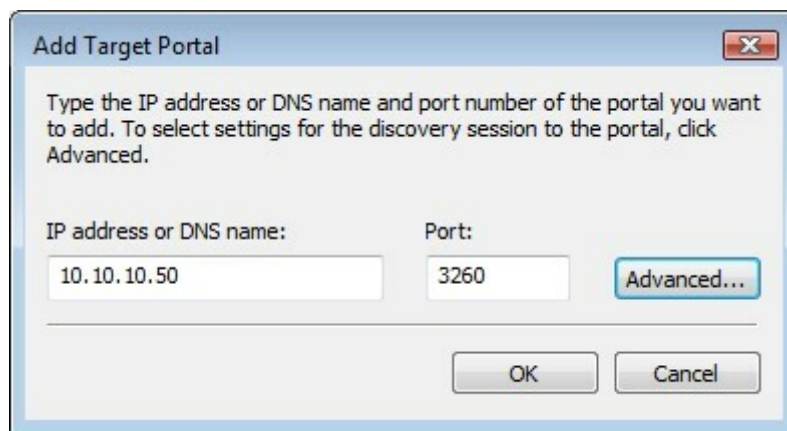 Add Target Portal
Type the IP address or DNS name and port number of the portal you want
to add. To select settings for the discovery session to the portal, click
Advanced.
IP address or DNS name:
Port:
10.10.10.50
3260
Advanced...
OK
Cancel